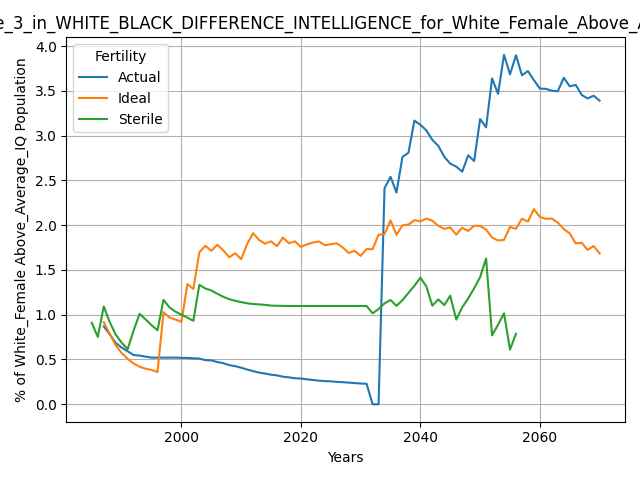 e_3_in_WHITE_BLACK_DIFFERENCE_INTELLIGENCE_for_White_Female_Above_A
Fertility
Actual
Ideal
Sterile
% of White_Female Above_Average_IQ Population
4.0
3.5
3.0
2.5
2.0
1.5
1.0
0.5
0.0
2000
2020
2040
2060
Years